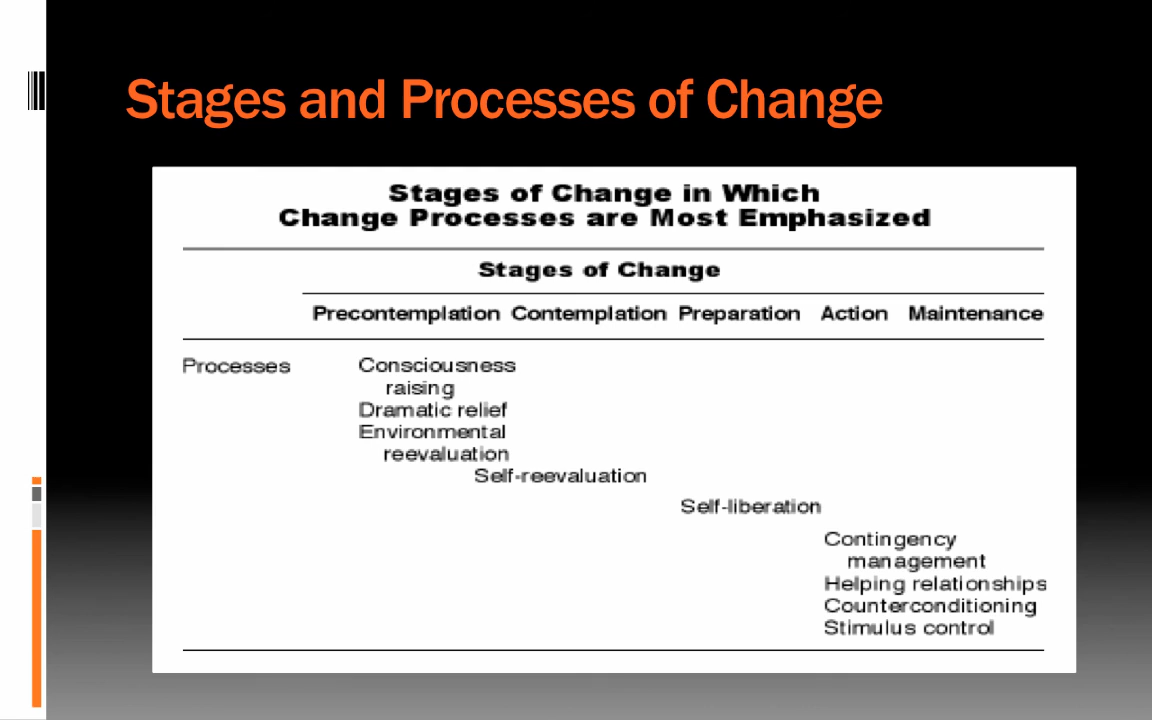 Stages and Processes of Change
Stages of Change in Which
Change Processes are Most Emphasized
Stages of Change
Precontemplation Contemplation Preparation Action Maintenance
Processes Consciousness
raising
Dramatic relief
Environmental
reevaluation
Self-reevaluation
Self-liberation
Contingency
management
Helping relationships
Counterconditioning
Stimulus control